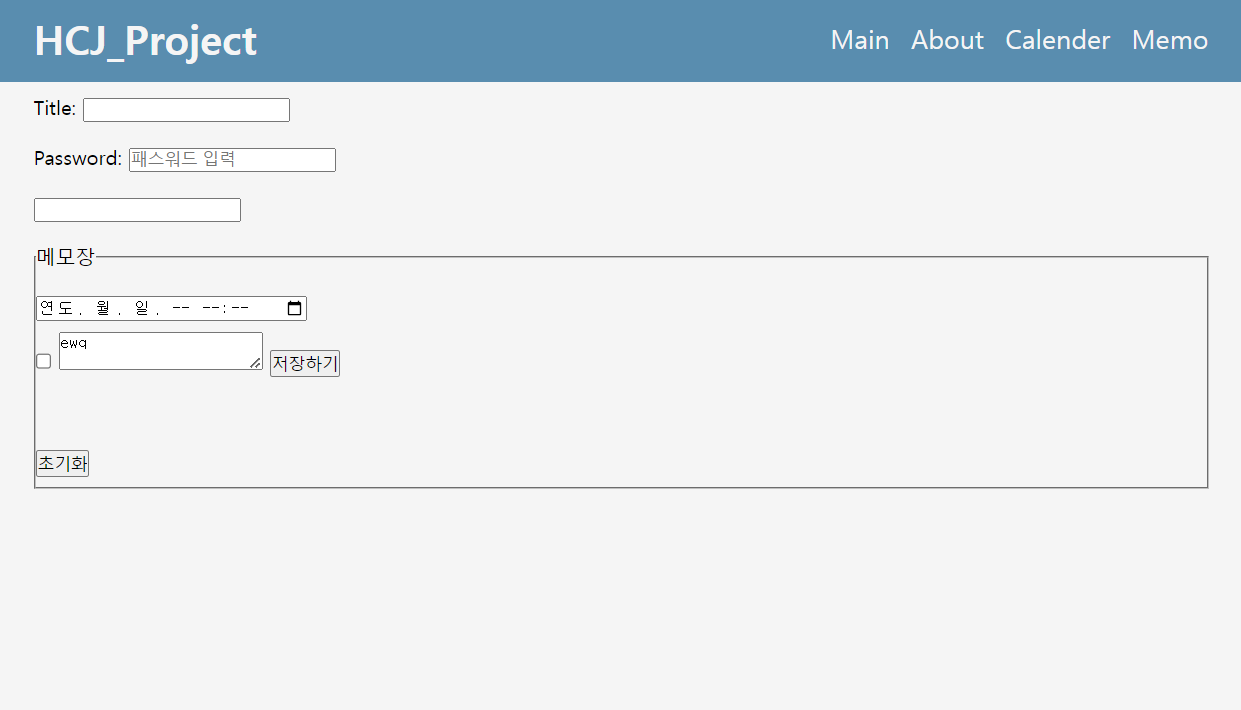 HCJ_Project Main About Calender Memo
Title:
Password: 패스워드 입력
메모장
연도. 월. 일. -- --:--
ewq 저장하기
초기화